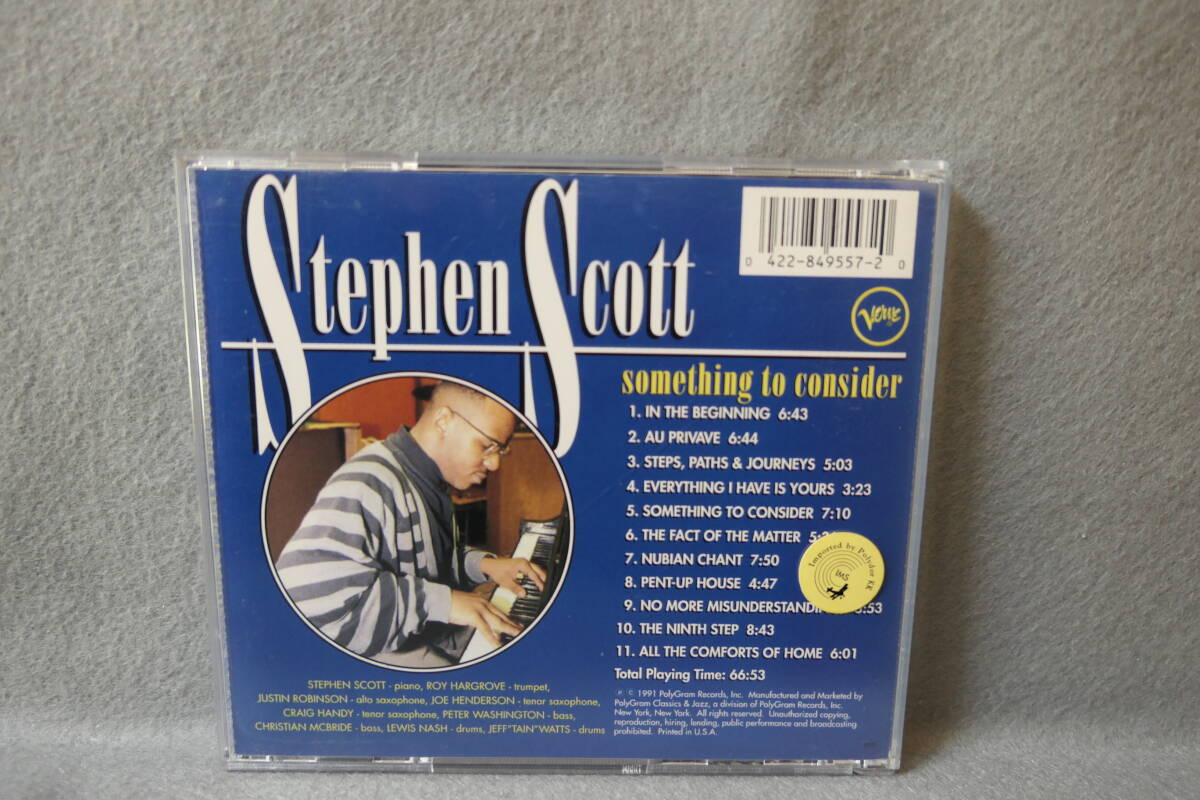 Stephen Scott
0 422-849557-2 0
Verve
something to consider
1. IN THE BEGINNING 6:43
2. AU PRIVAVE 6:44
3. STEPS, PATHS & JOURNEYS 5:03
4. EVERYTHING I HAVE IS YOURS 3:23
5. SOMETHING TO CONSIDER 7:10
6. THE FACT OF THE MATTER
7. NUBIAN CHANT 7:50
8. PENT-UP HOUSE 4:47
9. NO MORE
10. THE NINTH STEP 8:43
11. ALL THE COMFORTS OF HOME 6:01
Total Playing Time: 66:53
Imported by Polydor KK
IMS
STEPHEN SCOTT - piano, ROY HARGROVE - trumpet,
JUSTIN ROBINSON - alto saxophone, JOE HENDERSON - tenor saxophone,
CRAIG HANDY - tenor saxophone, PETER WASHINGTON - bass,
CHRISTIAN MCBRIDE - bass, LEWIS NASH - drums, JEFF"TAIN"WATTS - drums
℗ © 1991 PolyGram Records, Inc. Manufactured and Marketed by
PolyGram Classics & Jazz, a division of PolyGram Records, Inc.
New York, New York. All rights reserved. Unauthorized copying,
reproduction, hiring, lending, public performance and broadcasting
prohibited. Printed in U.S.A.